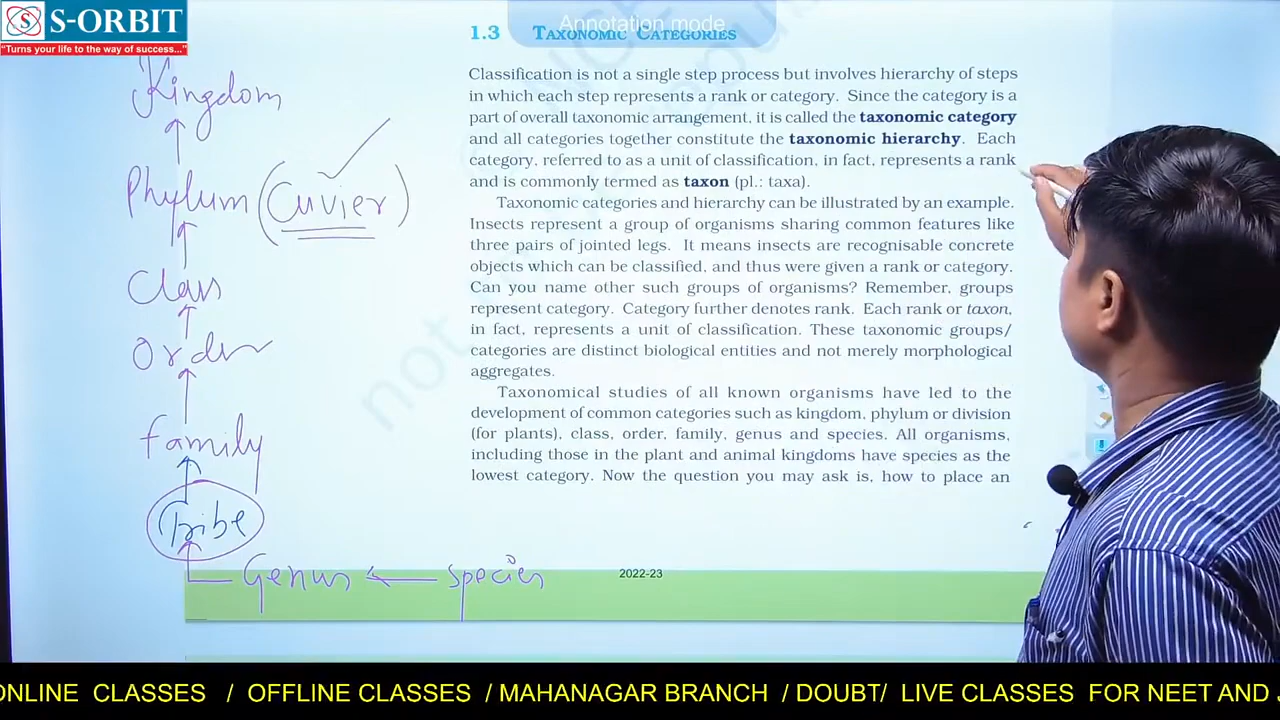 S-ORBIT
"Turns your life to the way of success..."
Annotation mode
1.3 TAXONOMIC CATEGORIES
Classification is not a single step process but involves hierarchy of steps
in which each step represents a rank or category. Since the category is a
part of overall taxonomic arrangement, it is called the taxonomic category
and all categories together constitute the taxonomic hierarchy. Each
category, referred to as a unit of classification, in fact, represents a rank
and is commonly termed as taxon (pl.: taxa).
Taxonomic categories and hierarchy can be illustrated by an example.
Insects represent a group of organisms sharing common features like
three pairs of jointed legs. It means insects are recognisable concrete
objects which can be classified, and thus were given a rank or category.
Can you name other such groups of organisms? Remember, groups
represent category. Category further denotes rank. Each rank or taxon,
in fact, represents a unit of classification. These taxonomic groups/
categories are distinct biological entities and not merely morphological
aggregates.
Taxonomical studies of all known organisms have led to the
development of common categories such as kingdom, phylum or division
(for plants), class, order, family, genus and species. All organisms,
including those in the plant and animal kingdoms have species as the
lowest category. Now the question you may ask is, how to place an
2022-23
Kingdom
Phylum (Cuvier)
Class
Order
family
Tribe
Genus species
not
ONLINE CLASSES / OFFLINE CLASSES / MAHANAGAR BRANCH / DOUBT/ LIVE CLASSES FOR NEET AND J